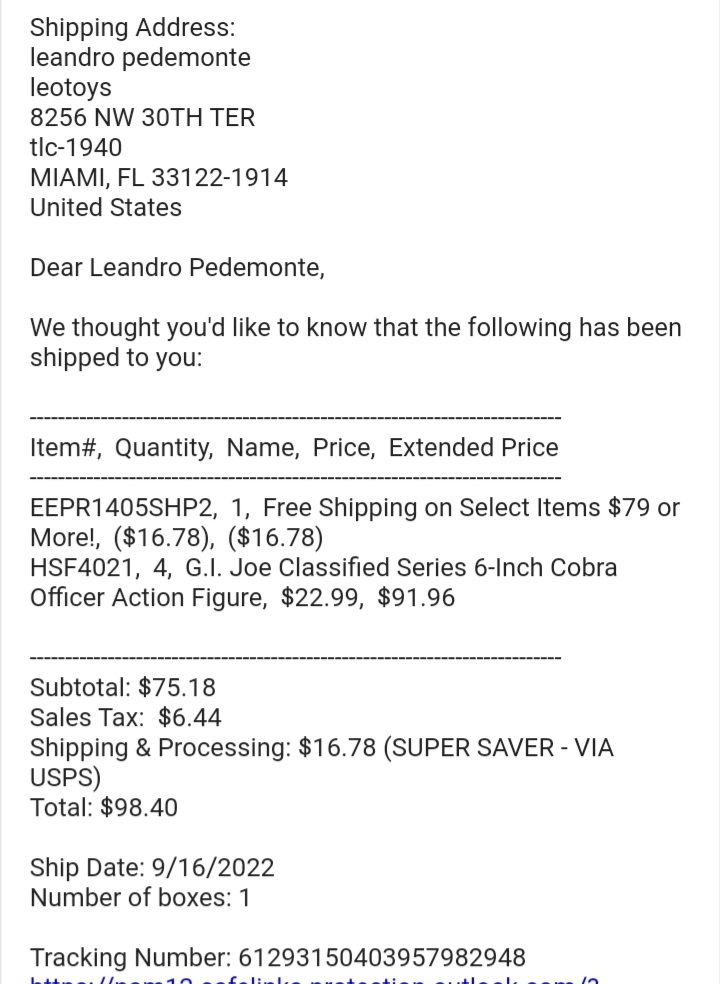 Shipping Address:
leandro pedemonte
leotoys
8256 NW 30TH TER
tlc-1940
MIAMI, FL 33122-1914
United States
Dear Leandro Pedemonte,
We thought you'd like to know that the following has been
shipped to you:
---------------------------------------------------------------------------
Item#,  Quantity,  Name,  Price,  Extended Price
---------------------------------------------------------------------------
EEPR1405SHP2,  1,  Free Shipping on Select Items $79 or
More!,  ($16.78),  ($16.78)
HSF4021,  4,  G.I. Joe Classified Series 6-Inch Cobra
Officer Action Figure,  $22.99,  $91.96
---------------------------------------------------------------------------
Subtotal: $75.18
Sales Tax:  $6.44
Shipping & Processing: $16.78 (SUPER SAVER - VIA
USPS)
Total: $98.40
Ship Date: 9/16/2022
Number of boxes: 1
Tracking Number: 61293150403957982948